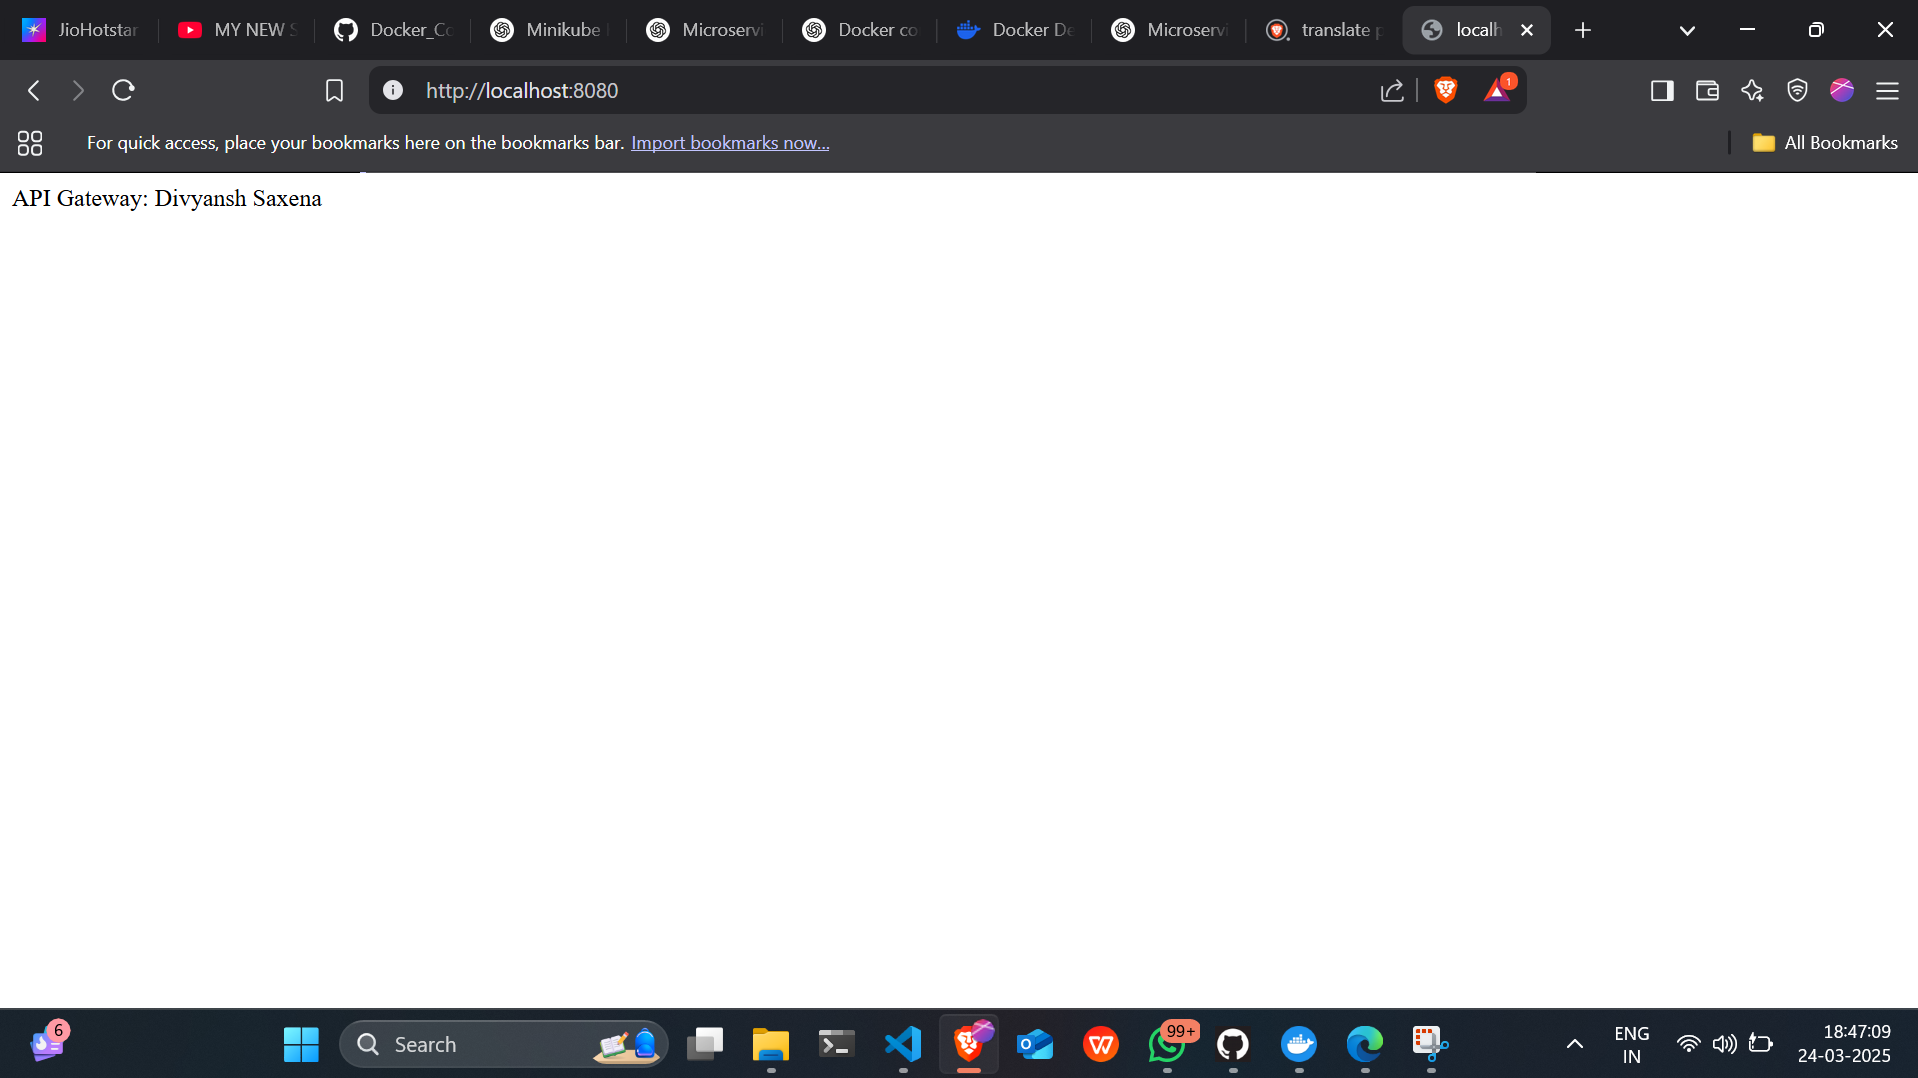 JioHotstar
MY NEW S
Docker_Co
Minikube
Microservi
Docker co
Docker De
Microservi
translate p
localh
http://localhost:8080
1
For quick access, place your bookmarks here on the bookmarks bar. Import bookmarks now...
All Bookmarks
API Gateway: Divyansh Saxena
6
Search
99+
ENG
IN
18:47:09
24-03-2025